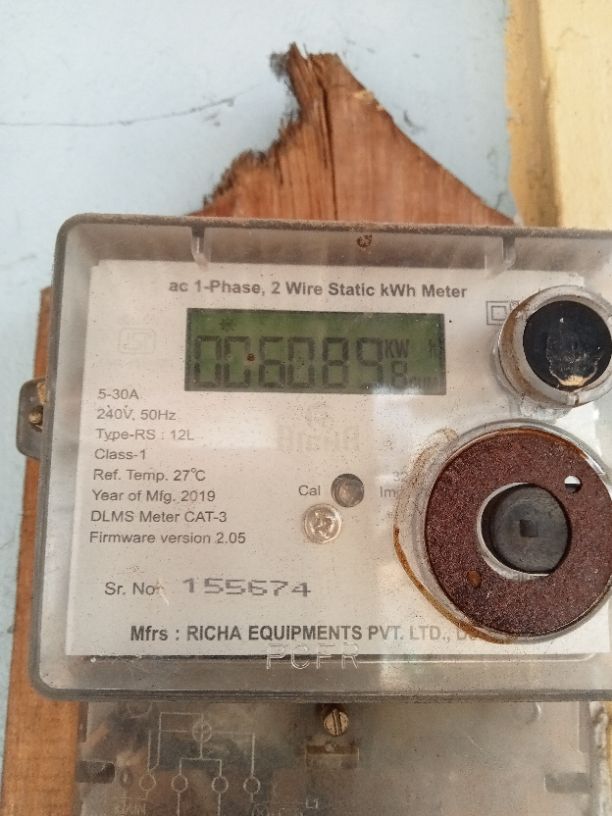 ac 1-Phase, 2 Wire Static kWh Meter
006089 KW H
8 CUM
5-30A
240V, 50Hz
Type-RS : 12L
Class-1
Ref. Temp. 27°C
Year of Mfg. 2019
DLMS Meter CAT-3
Firmware version 2.05
Cal
Sr. No: 155674
Mfrs : RICHA EQUIPMENTS PVT. LTD.,